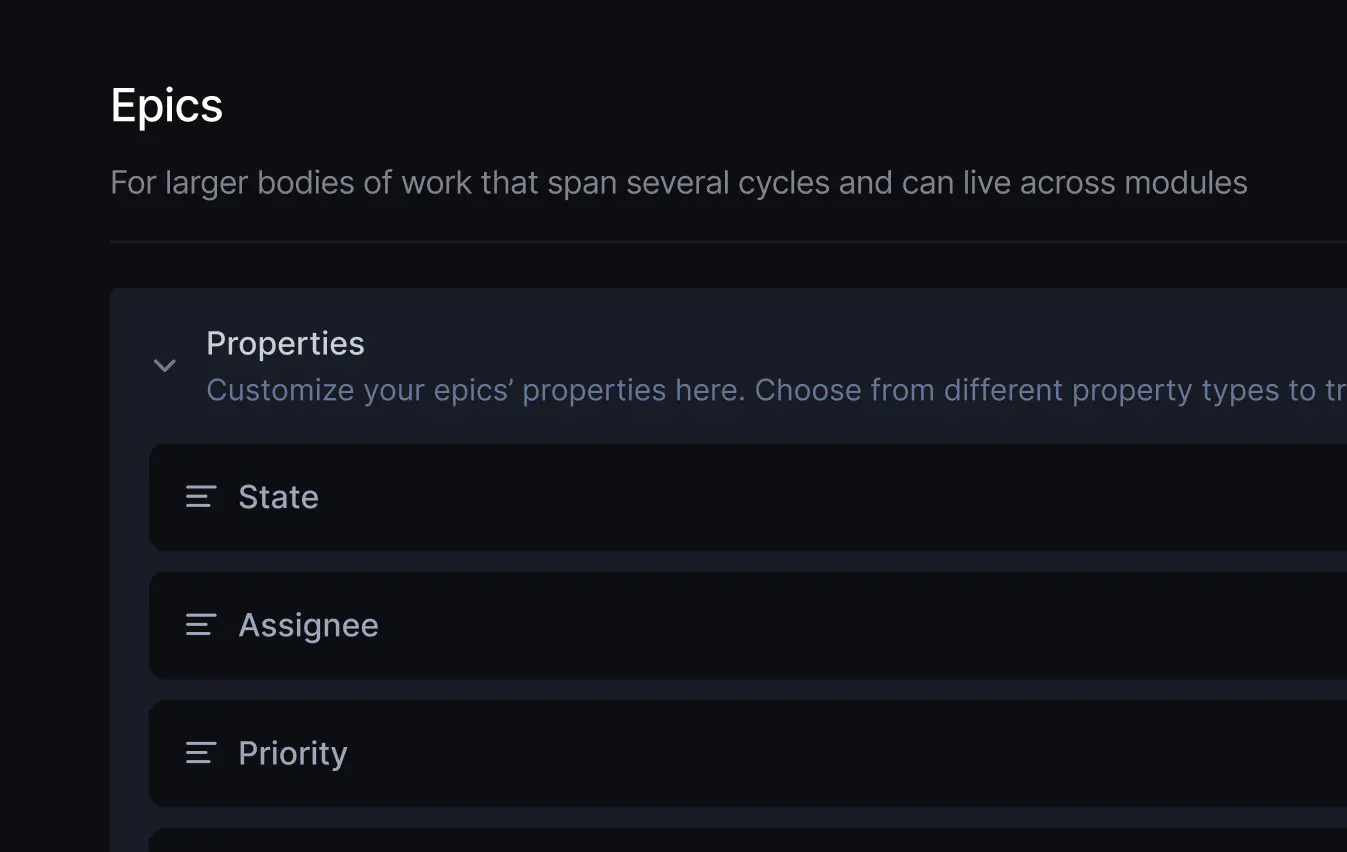 Epics
For larger bodies of work that span several cycles and can live across modules
Properties
Customize your epics’ properties here. Choose from different property types to
State
Assignee
Priority